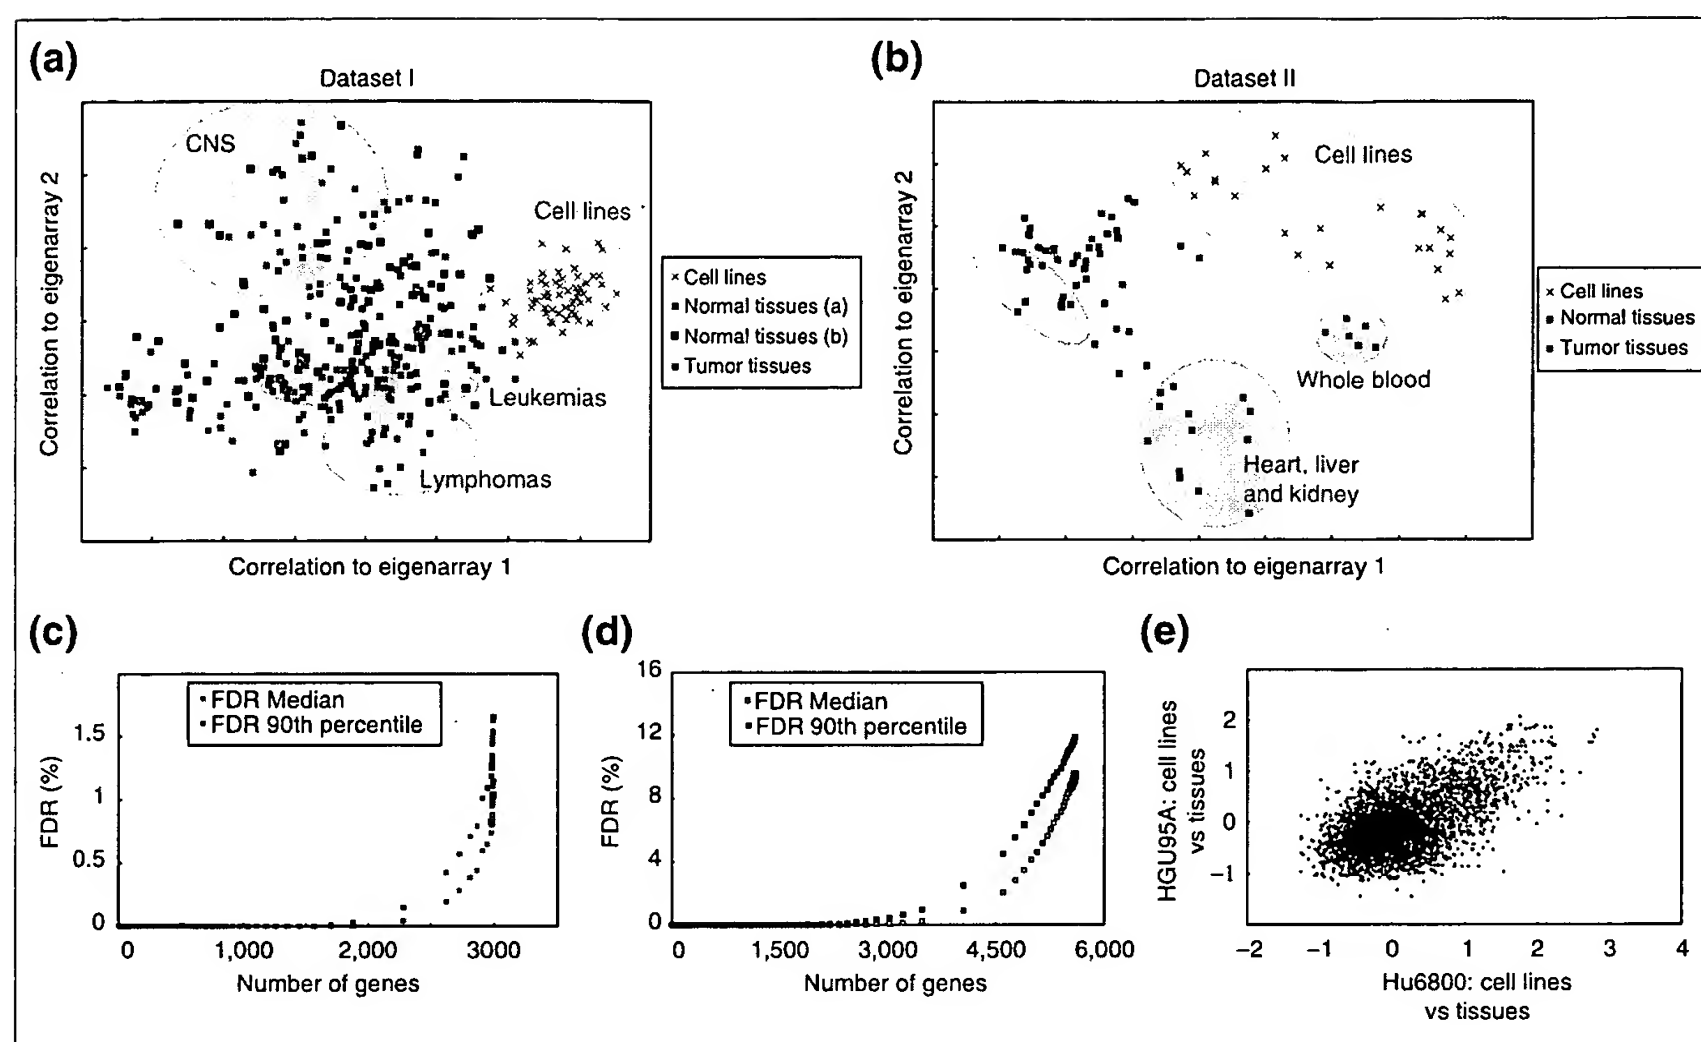 (a)
Dataset I
CNS
Cell lines
Leukemias
Lymphomas
Correlation to eigenarray 2
Correlation to eigenarray 1
× Cell lines
Normal tissues (a)
Normal tissues (b)
Tumor tissues
(b)
Dataset II
Cell lines
Whole blood
Heart, liver
and kidney
Correlation to eigenarray 2
Correlation to eigenarray 1
× Cell lines
Normal tissues
Tumor tissues
(c)
FDR Median
FDR 90th percentile
FDR (%)
1.5
1
0.5
0
0 1,000 2,000 3000
Number of genes
(d)
FDR Median
FDR 90th percentile
FDR (%)
16
12
8
4
0
0 1,500 3,000 4,500 6,000
Number of genes
(e)
HGU95A: cell lines
vs tissues
2
1
0
−1
−2 −1 0 1 2 3 4
Hu6800: cell lines
vs tissues